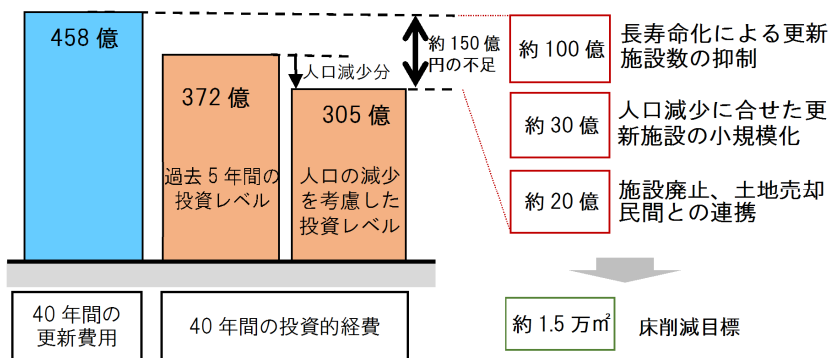 458 億
372 億
過去 5 年間の
投資レベル
人口減少分
305 億
人口の減少
を考慮した
投資レベル
約 150 億
円の不足
約 100 億
長寿命化による更新
施設数の抑制
約 30 億
人口減少に合せた更
新施設の小規模化
約 20 億
施設廃止、土地売却
民間との連携
40 年間の
更新費用
40 年間の投資的経費
約 1.5 万㎡
床削減目標